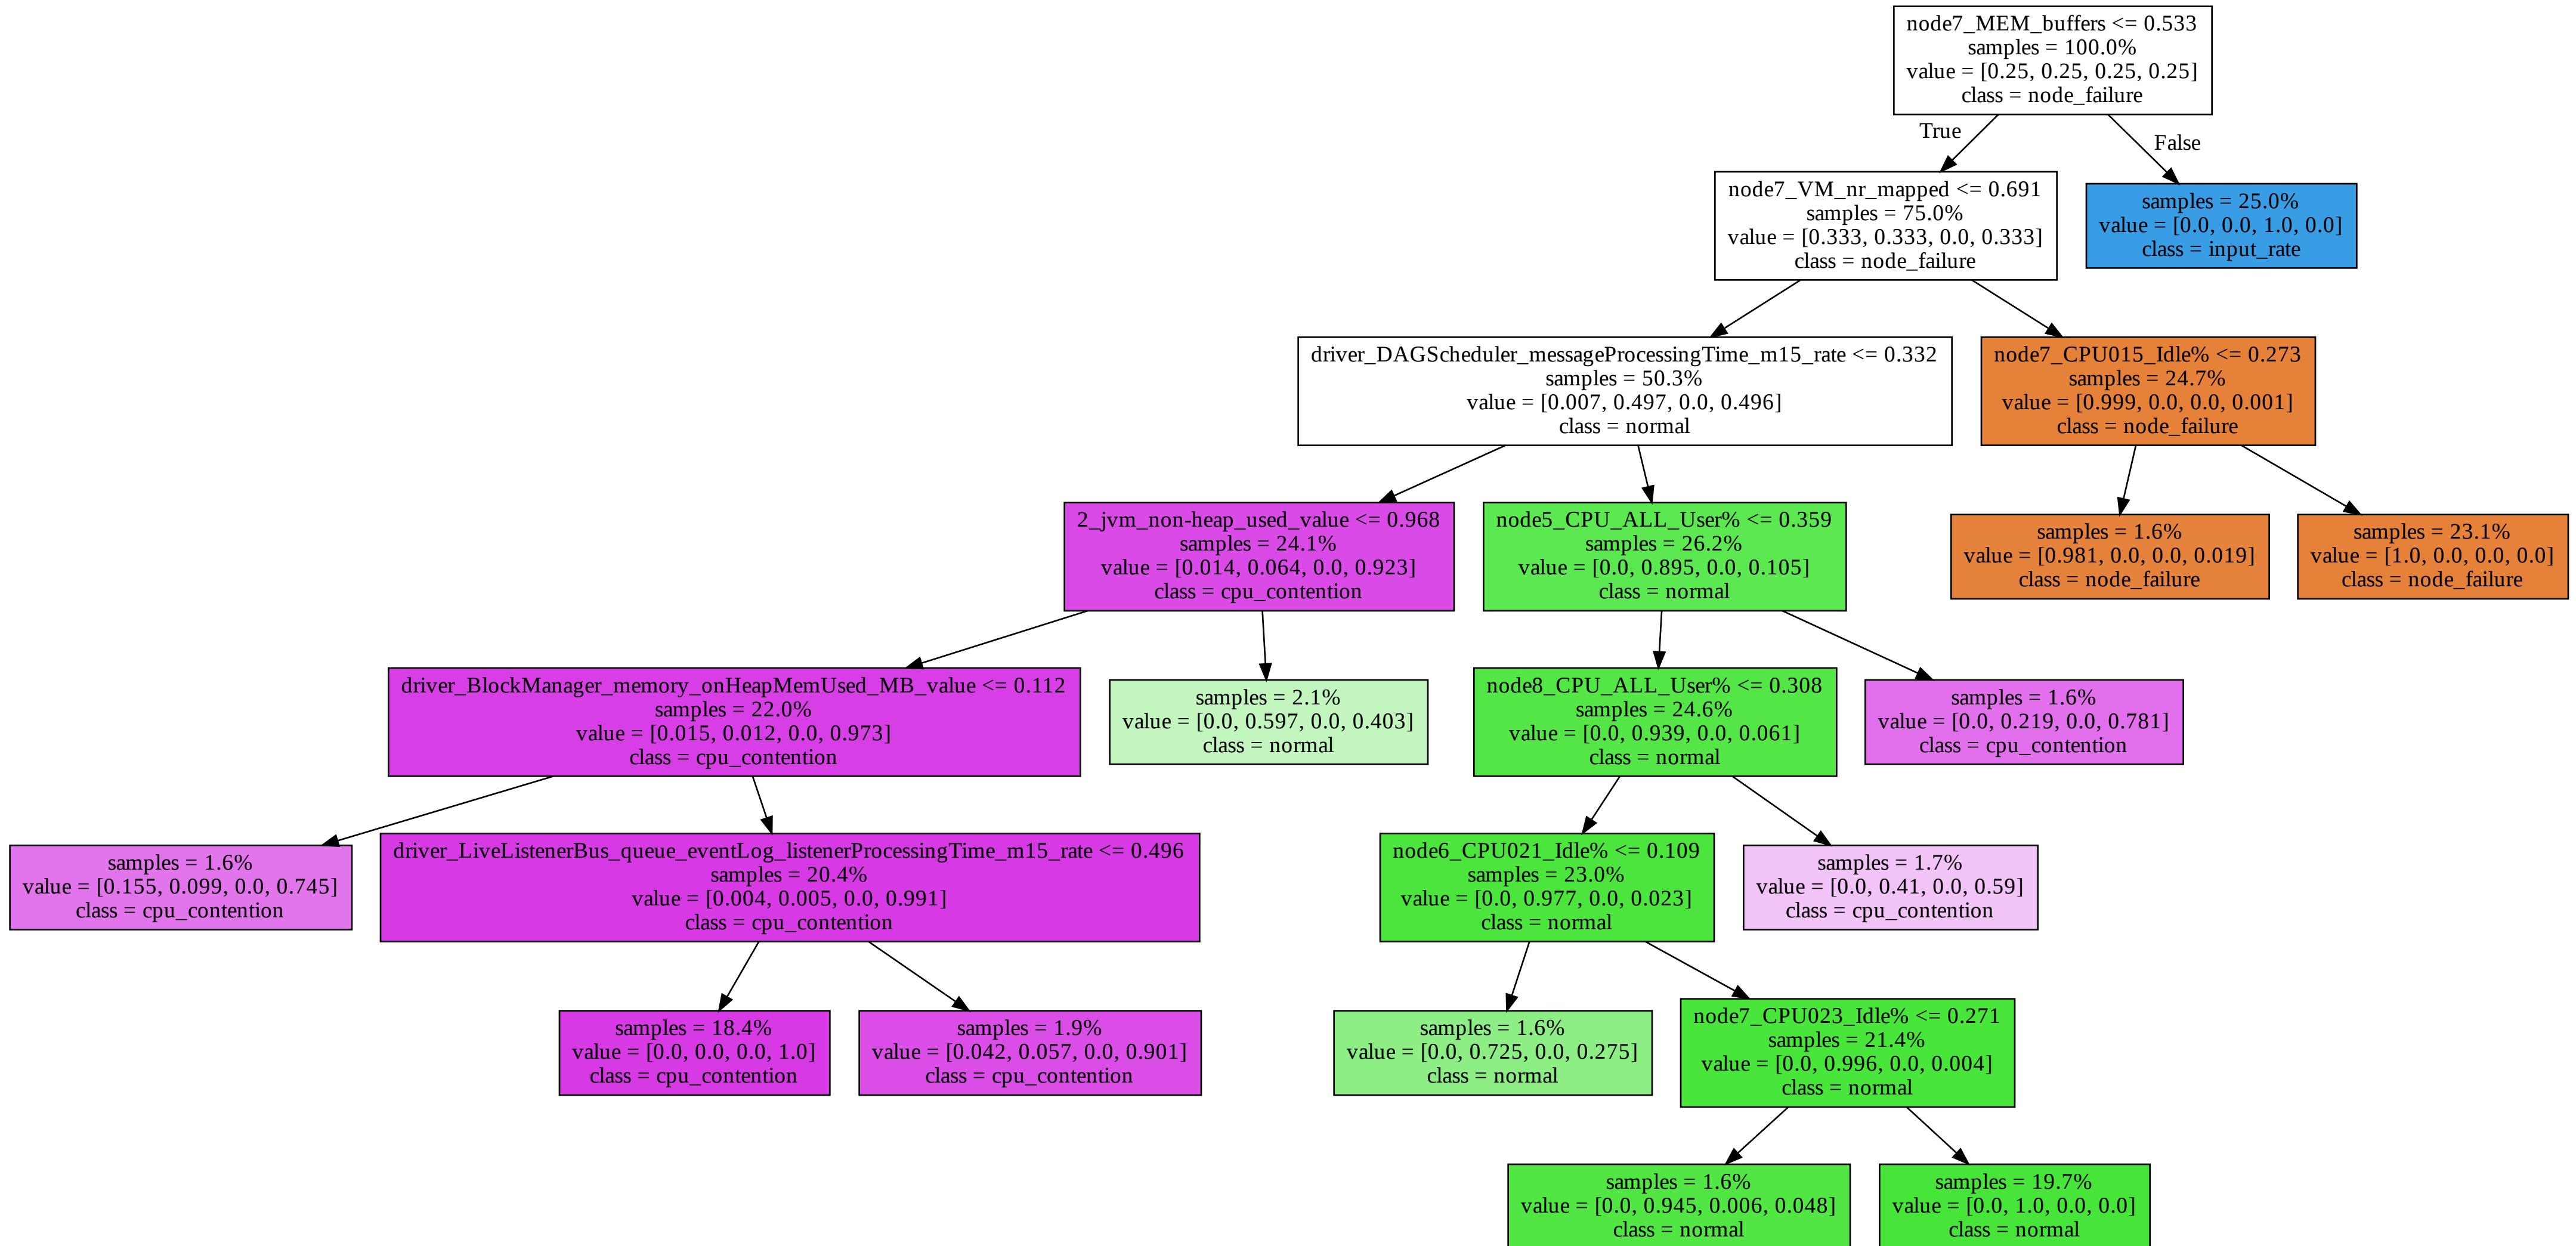 node7_MEM_buffers <= 0.533
samples = 100.0%
value = [0.25, 0.25, 0.25, 0.25]
class = node_failure
True
False
node7_VM_nr_mapped <= 0.691
samples = 75.0%
value = [0.333, 0.333, 0.0, 0.333]
class = node_failure
samples = 25.0%
value = [0.0, 0.0, 1.0, 0.0]
class = input_rate
driver_DAGScheduler_messageProcessingTime_m15_rate <= 0.332
samples = 50.3%
value = [0.007, 0.497, 0.0, 0.496]
class = normal
node7_CPU015_Idle% <= 0.273
samples = 24.7%
value = [0.999, 0.0, 0.0, 0.001]
class = node_failure
2_jvm_non-heap_used_value <= 0.968
samples = 24.1%
value = [0.014, 0.064, 0.0, 0.923]
class = cpu_contention
node5_CPU_ALL_User% <= 0.359
samples = 26.2%
value = [0.0, 0.895, 0.0, 0.105]
class = normal
samples = 1.6%
value = [0.981, 0.0, 0.0, 0.019]
class = node_failure
samples = 23.1%
value = [1.0, 0.0, 0.0, 0.0]
class = node_failure
driver_BlockManager_memory_onHeapMemUsed_MB_value <= 0.112
samples = 22.0%
value = [0.015, 0.012, 0.0, 0.973]
class = cpu_contention
samples = 2.1%
value = [0.0, 0.597, 0.0, 0.403]
class = normal
node8_CPU_ALL_User% <= 0.308
samples = 24.6%
value = [0.0, 0.939, 0.0, 0.061]
class = normal
samples = 1.6%
value = [0.0, 0.219, 0.0, 0.781]
class = cpu_contention
samples = 1.6%
value = [0.155, 0.099, 0.0, 0.745]
class = cpu_contention
driver_LiveListenerBus_queue_eventLog_listenerProcessingTime_m15_rate <= 0.496
samples = 20.4%
value = [0.004, 0.005, 0.0, 0.991]
class = cpu_contention
node6_CPU021_Idle% <= 0.109
samples = 23.0%
value = [0.0, 0.977, 0.0, 0.023]
class = normal
samples = 1.7%
value = [0.0, 0.41, 0.0, 0.59]
class = cpu_contention
samples = 18.4%
value = [0.0, 0.0, 0.0, 1.0]
class = cpu_contention
samples = 1.9%
value = [0.042, 0.057, 0.0, 0.901]
class = cpu_contention
samples = 1.6%
value = [0.0, 0.725, 0.0, 0.275]
class = normal
node7_CPU023_Idle% <= 0.271
samples = 21.4%
value = [0.0, 0.996, 0.0, 0.004]
class = normal
samples = 1.6%
value = [0.0, 0.945, 0.006, 0.048]
class = normal
samples = 19.7%
value = [0.0, 1.0, 0.0, 0.0]
class = normal